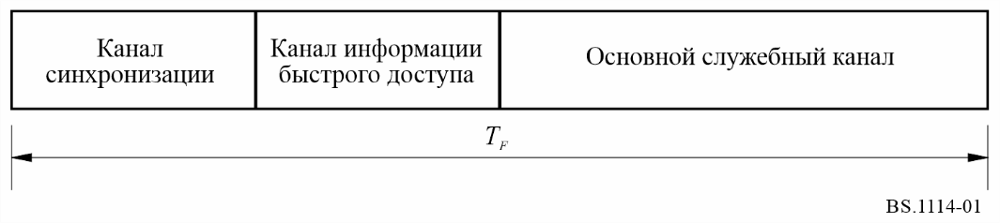 Канал
синхронизации
Канал информации
быстрого доступа
Основной служебный канал
T_F
BS.1114-01